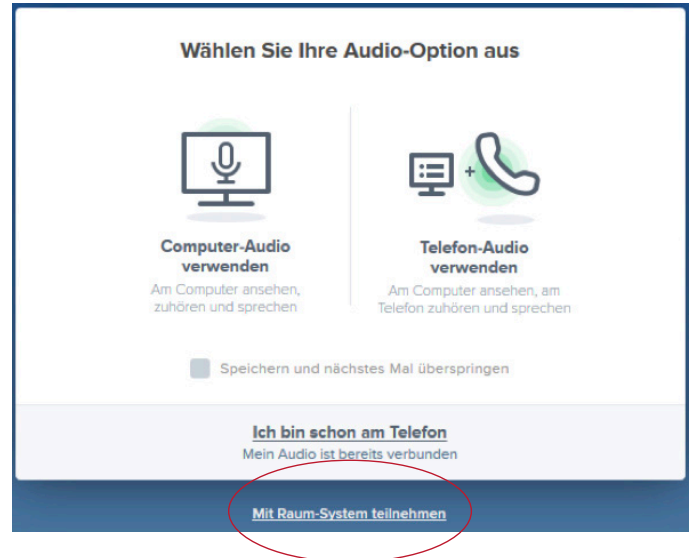 Wählen Sie Ihre Audio-Option aus
Computer-Audio
verwenden
Am Computer ansehen,
zuhören und sprechen
+
Telefon-Audio
verwenden
Am Computer ansehen, am
Telefon zuhören und sprechen
Speichern und nächstes Mal überspringen
Ich bin schon am Telefon
Mein Audio ist bereits verbunden
Mit Raum-System teilnehmen